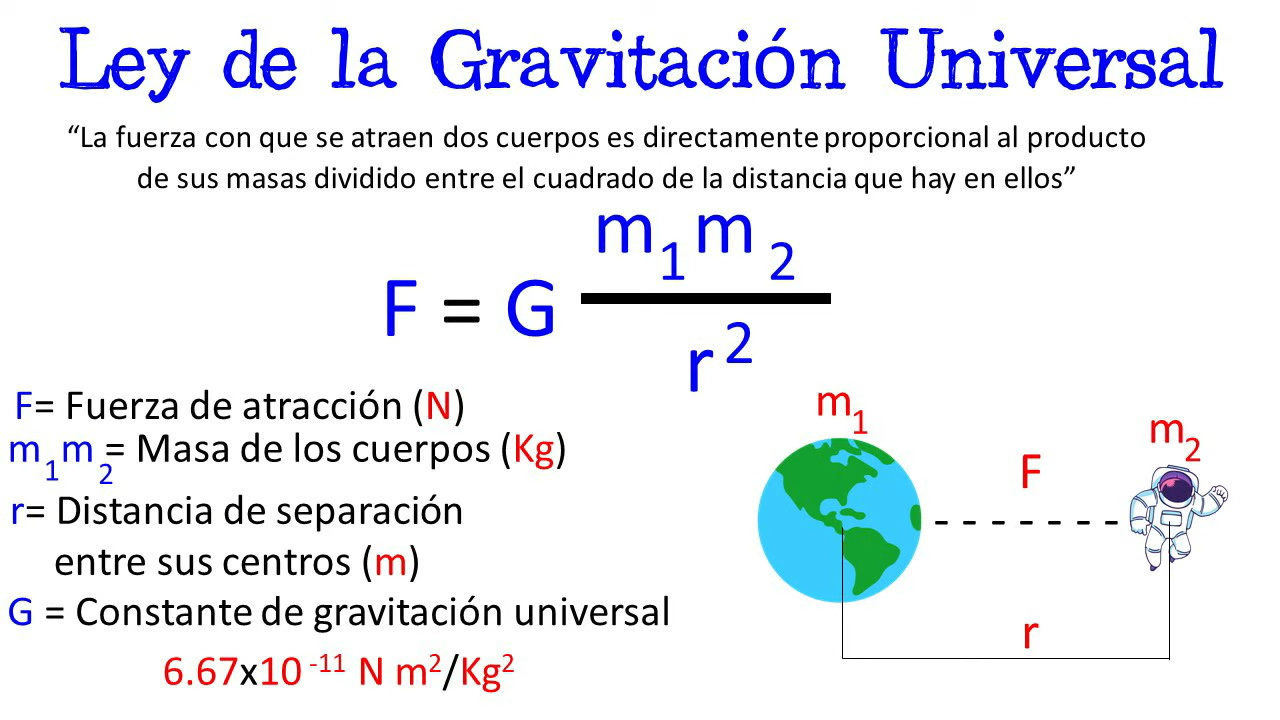 Ley de la Gravitación Universal
“La fuerza con que se atraen dos cuerpos es directamente proporcional al producto
de sus masas dividido entre el cuadrado de la distancia que hay en ellos”
m₁m₂
F = G
r²
F= Fuerza de atracción (N)
m₁m₂= Masa de los cuerpos (Kg)
r= Distancia de separación
entre sus centros (m)
G = Constante de gravitación universal
6.67x10⁻¹¹ N m²/Kg²
m₁
m₂
F
r